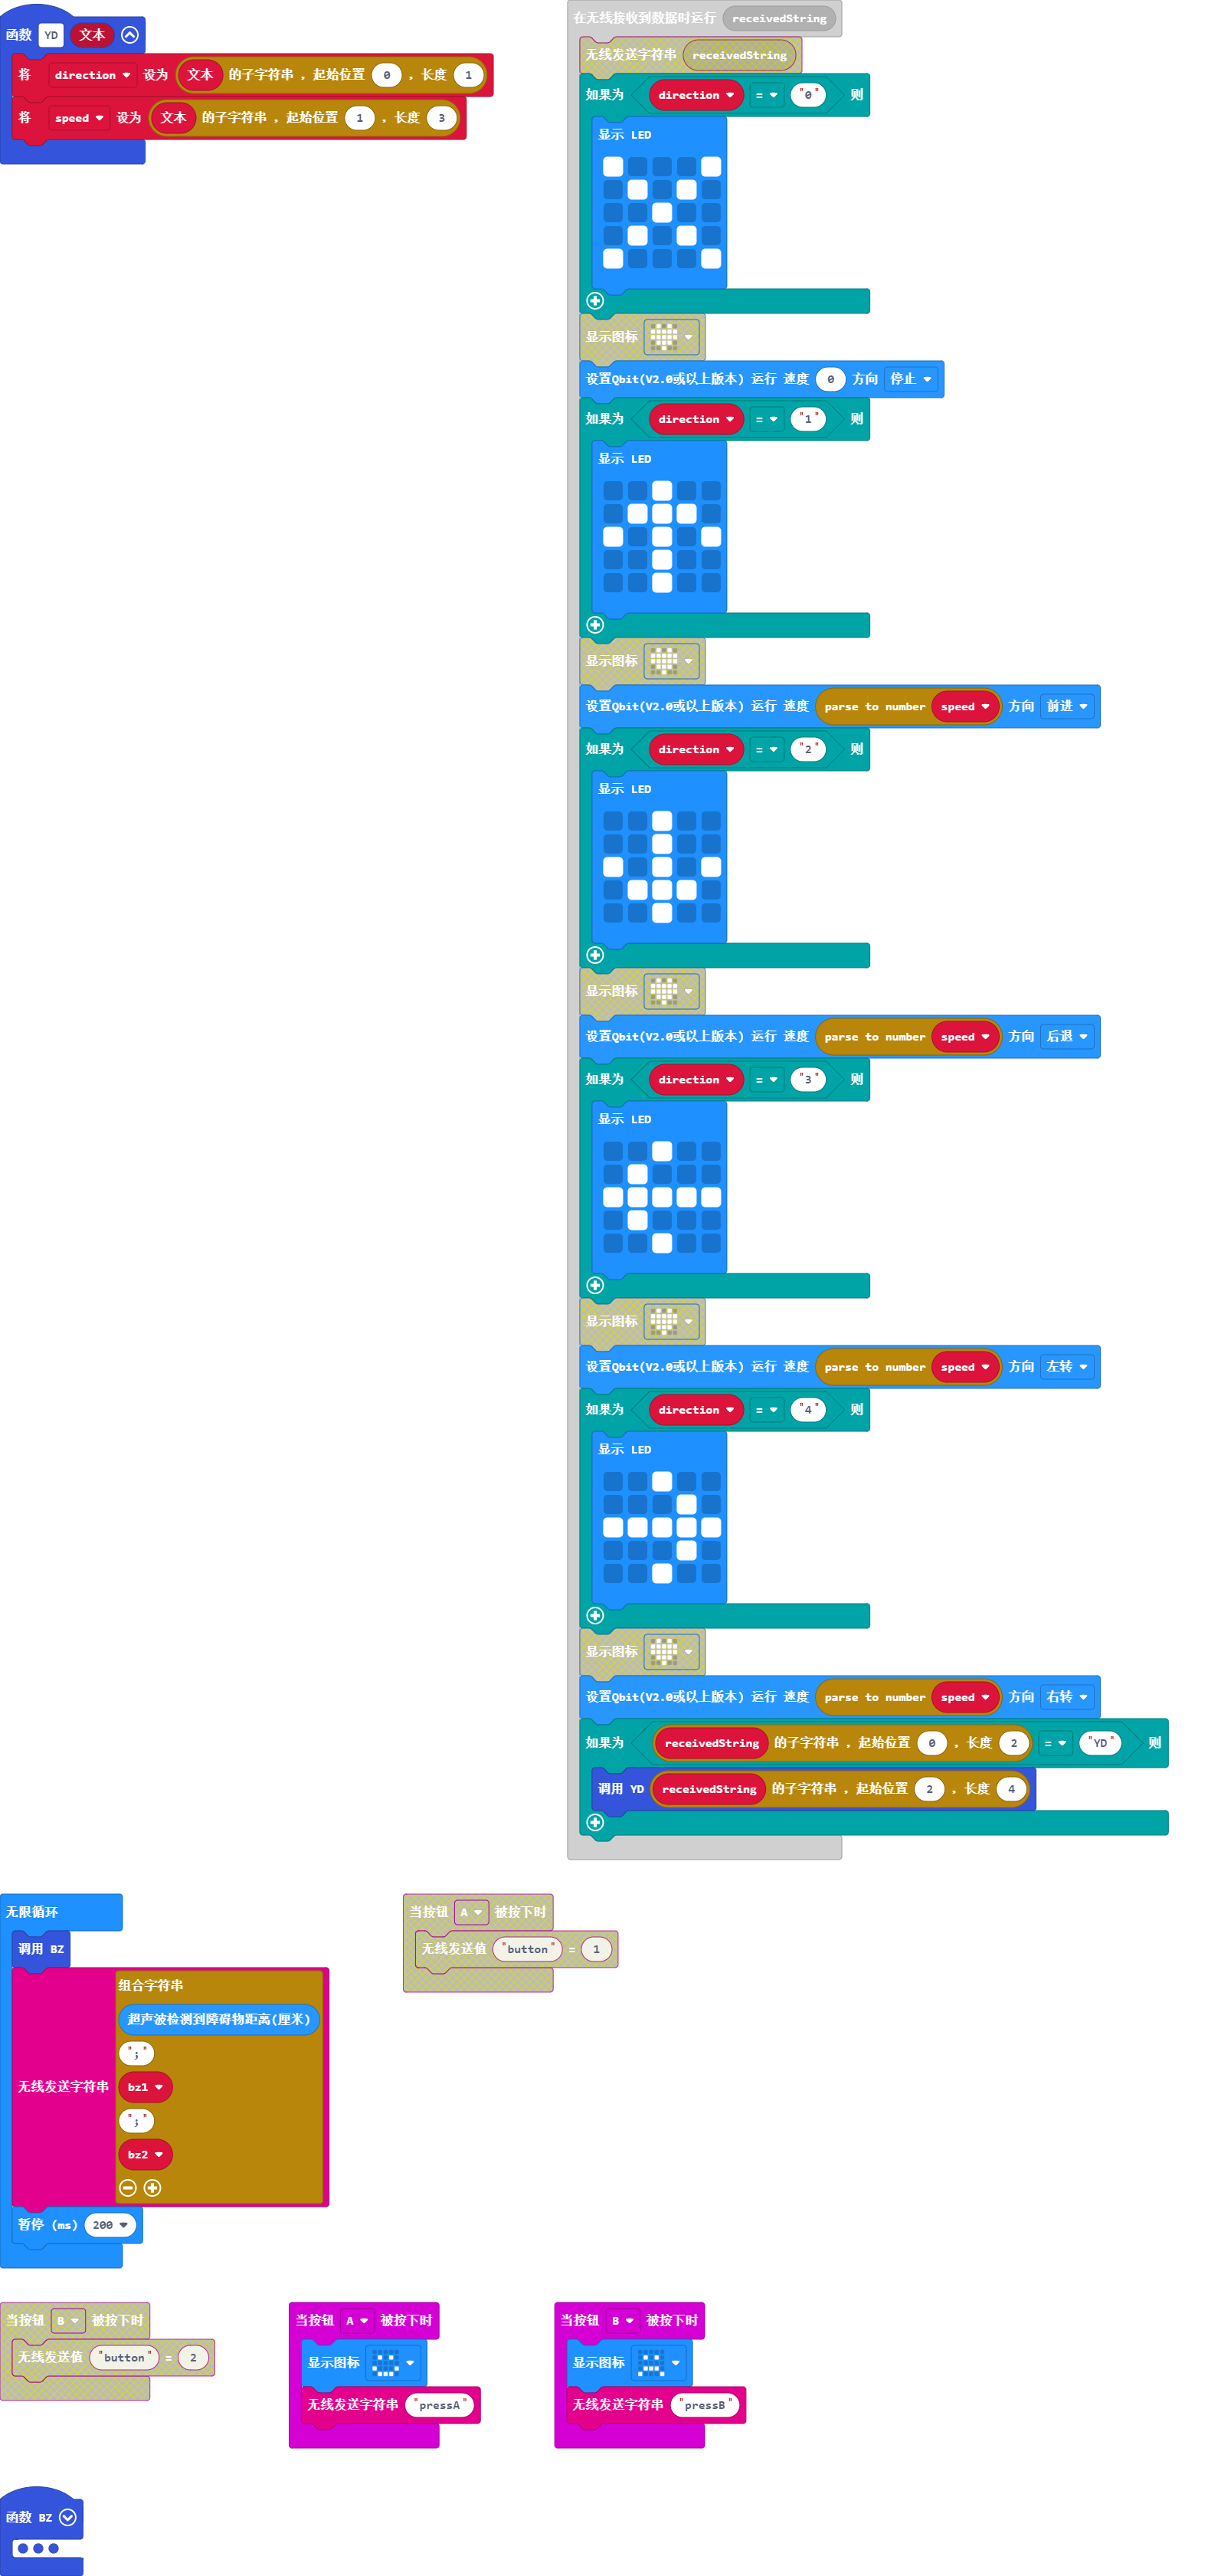 函数 YD 文本
将 direction 设为 文本 的子字符串 ，起始位置 0 ，长度 1
将 speed 设为 文本 的子字符串 ，起始位置 1 ，长度 3
在无线接收到数据时运行 receivedString
无线发送字符串 receivedString
如果为 direction = "0" 则
显示 LED
显示图标
设置Qbit(V2.0或以上版本) 运行 速度 0 方向 停止
如果为 direction = "1" 则
显示 LED
显示图标
设置Qbit(V2.0或以上版本) 运行 速度 parse to number speed 方向 前进
如果为 direction = "2" 则
显示 LED
显示图标
设置Qbit(V2.0或以上版本) 运行 速度 parse to number speed 方向 后退
如果为 direction = "3" 则
显示 LED
显示图标
设置Qbit(V2.0或以上版本) 运行 速度 parse to number speed 方向 左转
如果为 direction = "4" 则
显示 LED
显示图标
设置Qbit(V2.0或以上版本) 运行 速度 parse to number speed 方向 右转
如果为 receivedString 的子字符串 ，起始位置 0 ，长度 2 = "YD" 则
调用 YD receivedString 的子字符串 ，起始位置 2 ，长度 4
无限循环
调用 BZ
无线发送字符串 组合字符串
超声波检测到障碍物距离(厘米)
";"
bz1
";"
bz2
暂停 (ms) 200
当按钮 A 被按下时
无线发送值 "button" = 1
当按钮 B 被按下时
无线发送值 "button" = 2
当按钮 A 被按下时
显示图标
无线发送字符串 "pressA"
当按钮 B 被按下时
显示图标
无线发送字符串 "pressB"
函数 BZ